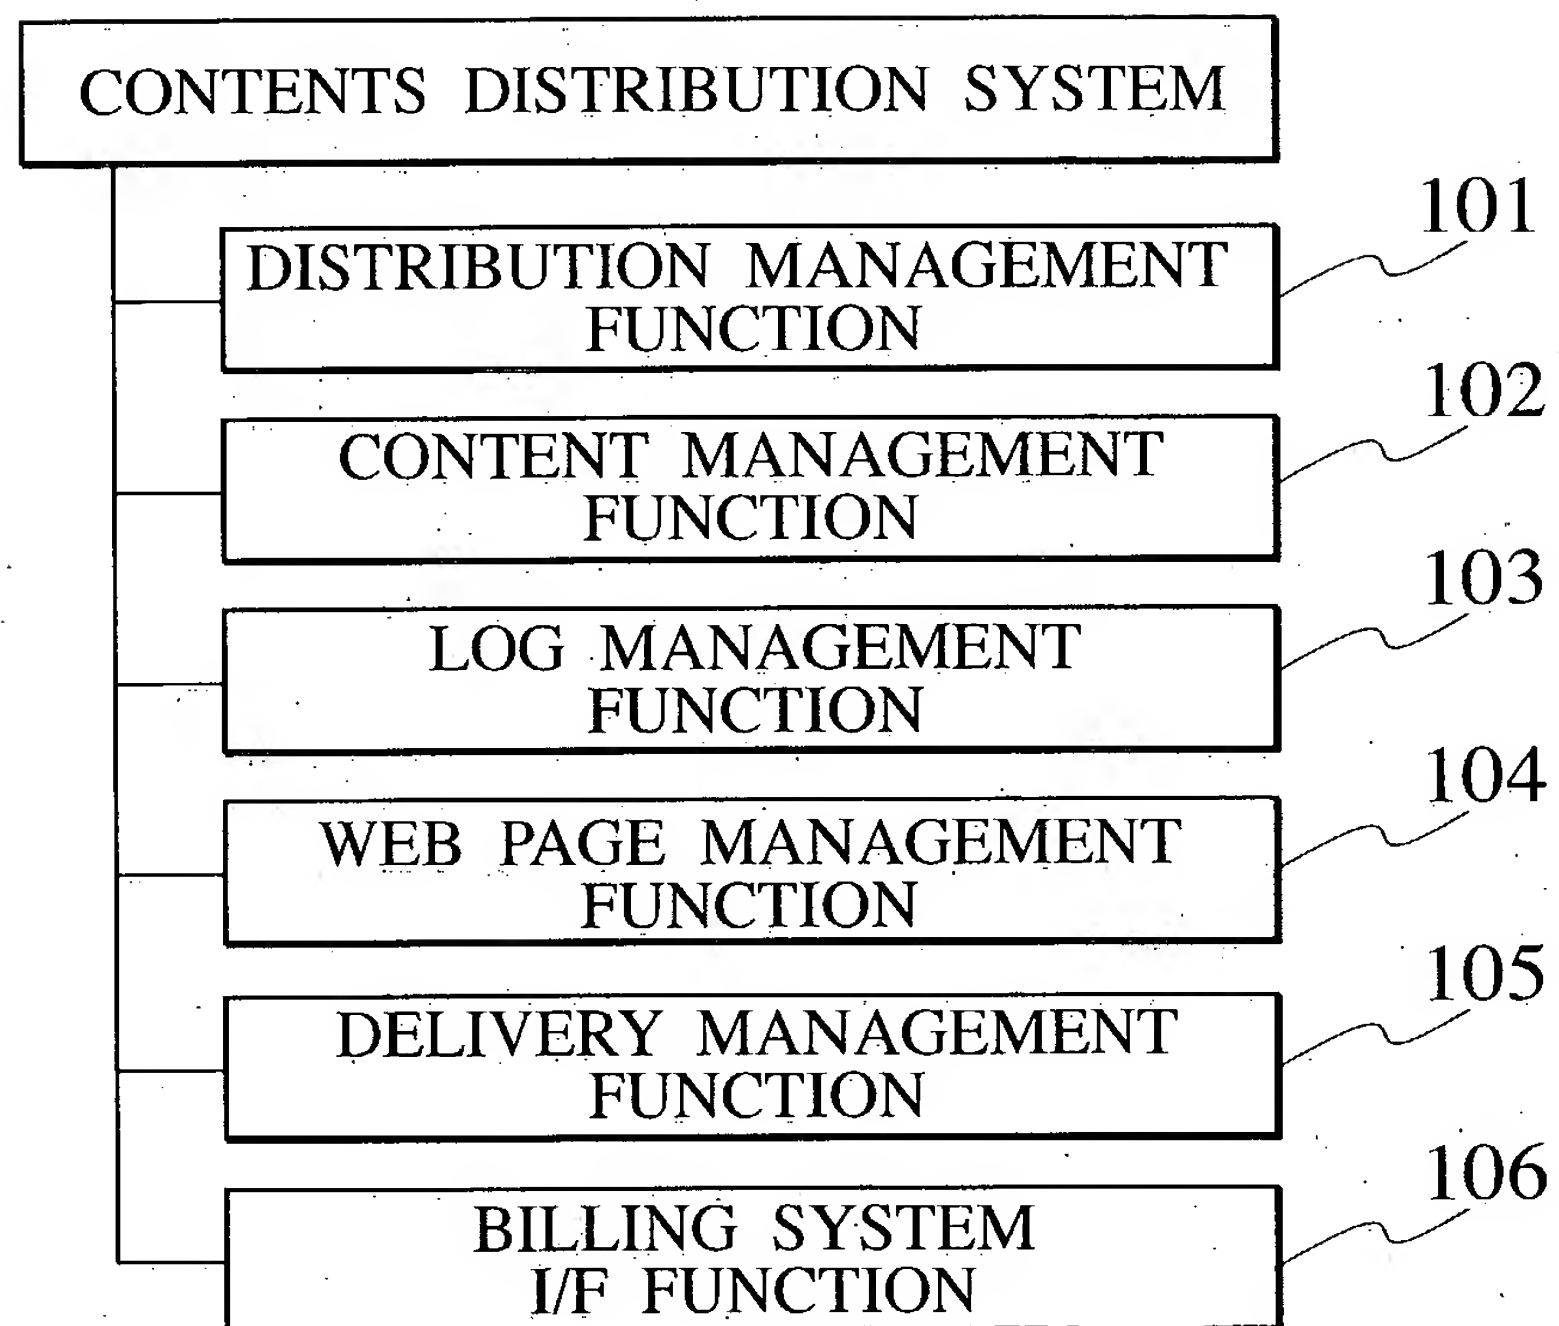 CONTENTS DISTRIBUTION SYSTEM
101
DISTRIBUTION MANAGEMENT
FUNCTION
102
CONTENT MANAGEMENT
FUNCTION
103
LOG MANAGEMENT
FUNCTION
104
WEB PAGE MANAGEMENT
FUNCTION
105
DELIVERY MANAGEMENT
FUNCTION
106
BILLING SYSTEM
I/F FUNCTION